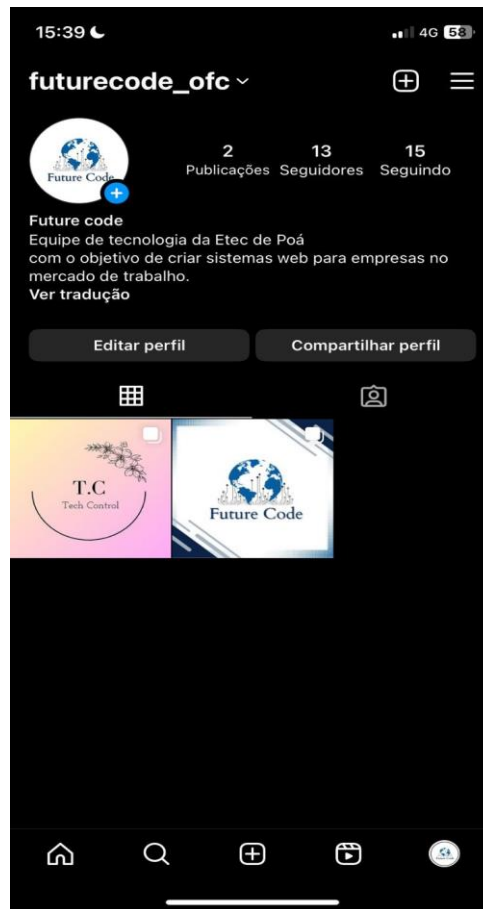 15:39
4G 58
futurecode_ofc
Future Code
2 13 15
Publicações Seguidores Seguindo
Future code
Equipe de tecnologia da Etec de Poá
com o objetivo de criar sistemas web para empresas no
mercado de trabalho.
Ver tradução
Editar perfil
Compartilhar perfil
T.C
Tech Control
Future Code